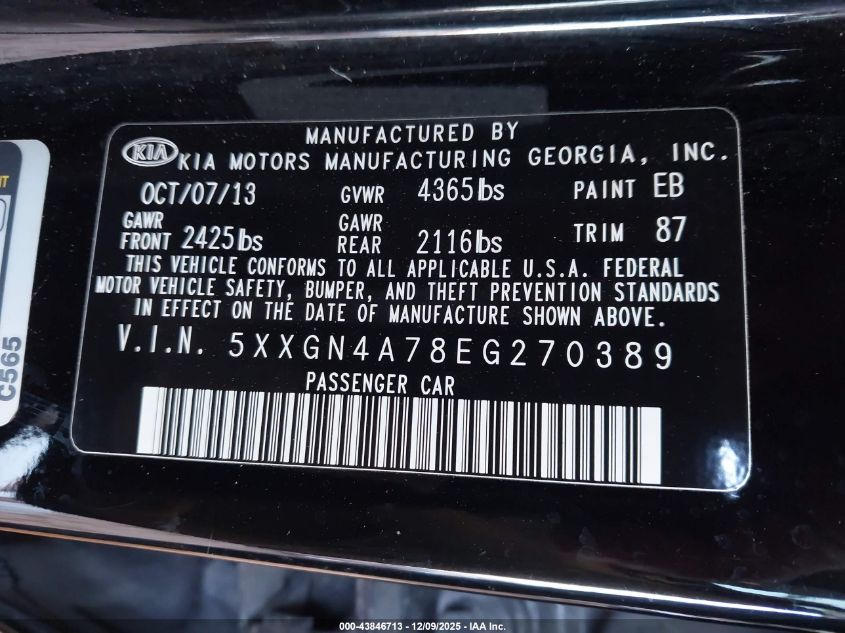 MANUFACTURED BY
KIA KIA MOTORS MANUFACTURING GEORGIA, INC.
OCT/07/13 GVWR 4365lbs PAINT EB
GAWR FRONT 2425lbs GAWR REAR 2116lbs TRIM 87
THIS VEHICLE CONFORMS TO ALL APPLICABLE U.S.A. FEDERAL
MOTOR VEHICLE SAFETY, BUMPER, AND THEFT PREVENTION STANDARDS
IN EFFECT ON THE DATE OF MANUFACTURE SHOWN ABOVE.
V.I.N. 5XXGN4A78EG270389
PASSENGER CAR
C565
000-43846713 - 12/09/2025 - IAA Inc.